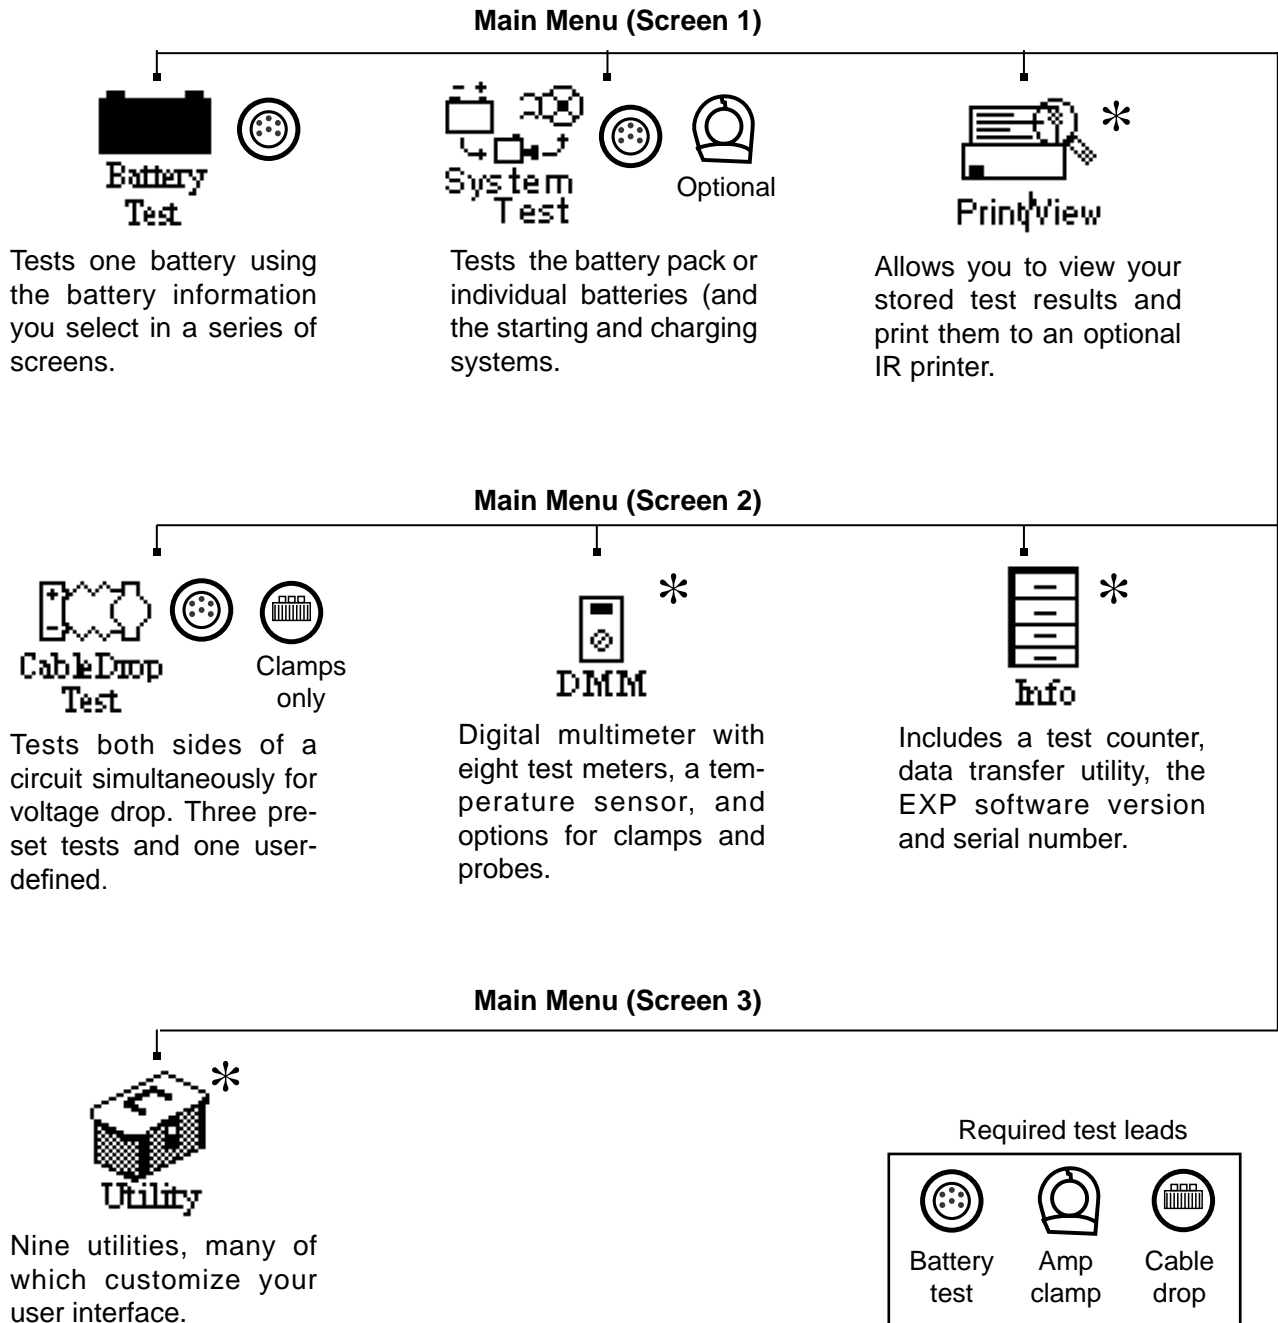 Main Menu (Screen 1)
Battery
Test
System
Test
Optional
Print/View
*
Tests one battery using
the battery information
you select in a series of
screens.
Tests the battery pack or
individual batteries (and
the starting and charging
systems.
Allows you to view your
stored test results and
print them to an optional
IR printer.
Main Menu (Screen 2)
CableDrop
Test
Clamps
only
*
DMM
*
Info
Tests both sides of a
circuit simultaneously for
voltage drop. Three pre-
set tests and one user-
defined.
Digital multimeter with
eight test meters, a tem-
perature sensor, and
options for clamps and
probes.
Includes a test counter,
data transfer utility, the
EXP software version
and serial number.
Main Menu (Screen 3)
*
Utility
Nine utilities, many of
which customize your
user interface.
Required test leads
Battery
test
Amp
clamp
Cable
drop